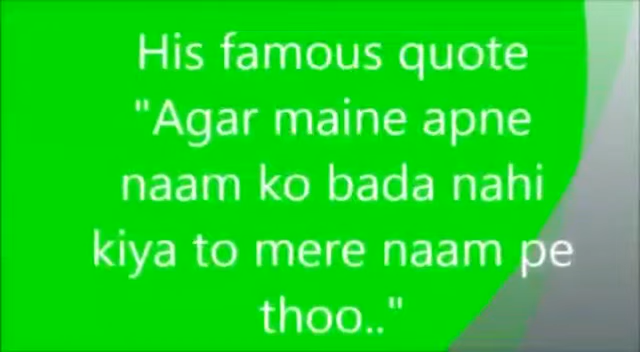 His famous quote
"Agar maine apne
naam ko bada nahi
kiya to mere naam pe
thoo.."